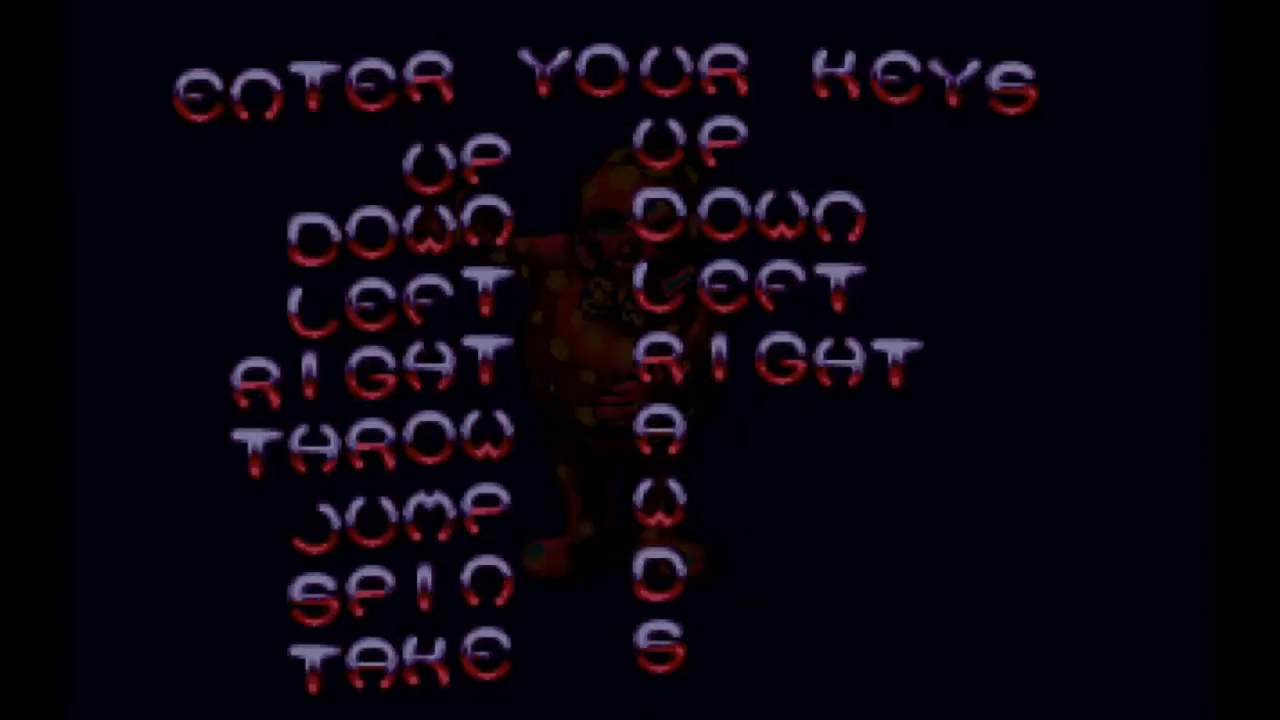 ENTER YOUR KEYS
UP UP
DOWN DOWN
LEFT LEFT
RIGHT RIGHT
THROW A
JUMP W
SPIN D
TAKE S